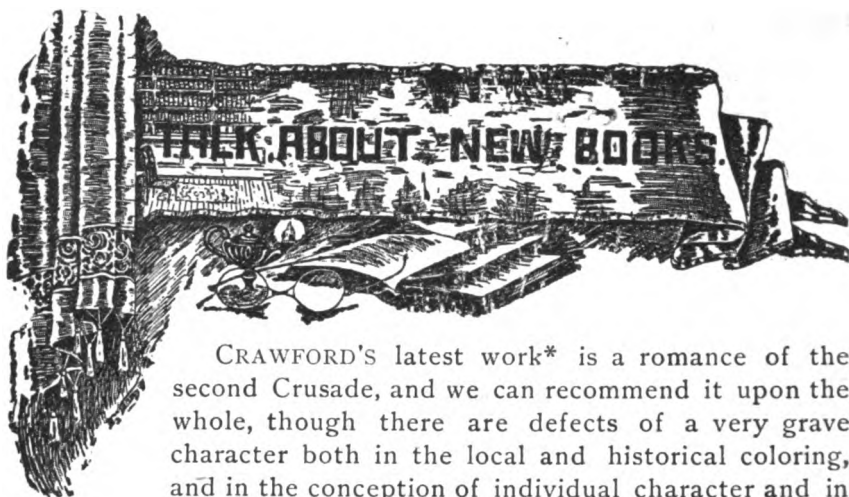 TALK ABOUT NEW BOOKS.
CRAWFORD'S latest work* is a romance of the
second Crusade, and we can recommend it upon the
whole, though there are defects of a very grave
character both in the local and historical coloring,
and in the conception of individual character and in